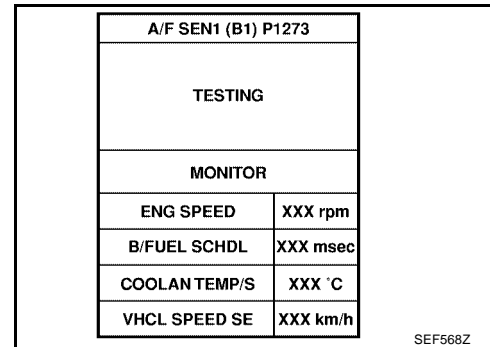 A/F SEN1 (B1) P1273
TESTING
MONITOR
ENG SPEED XXX rpm
B/FUEL SCHDL XXX msec
COOLAN TEMP/S XXX °C
VHCL SPEED SE XXX km/h
SEF568Z